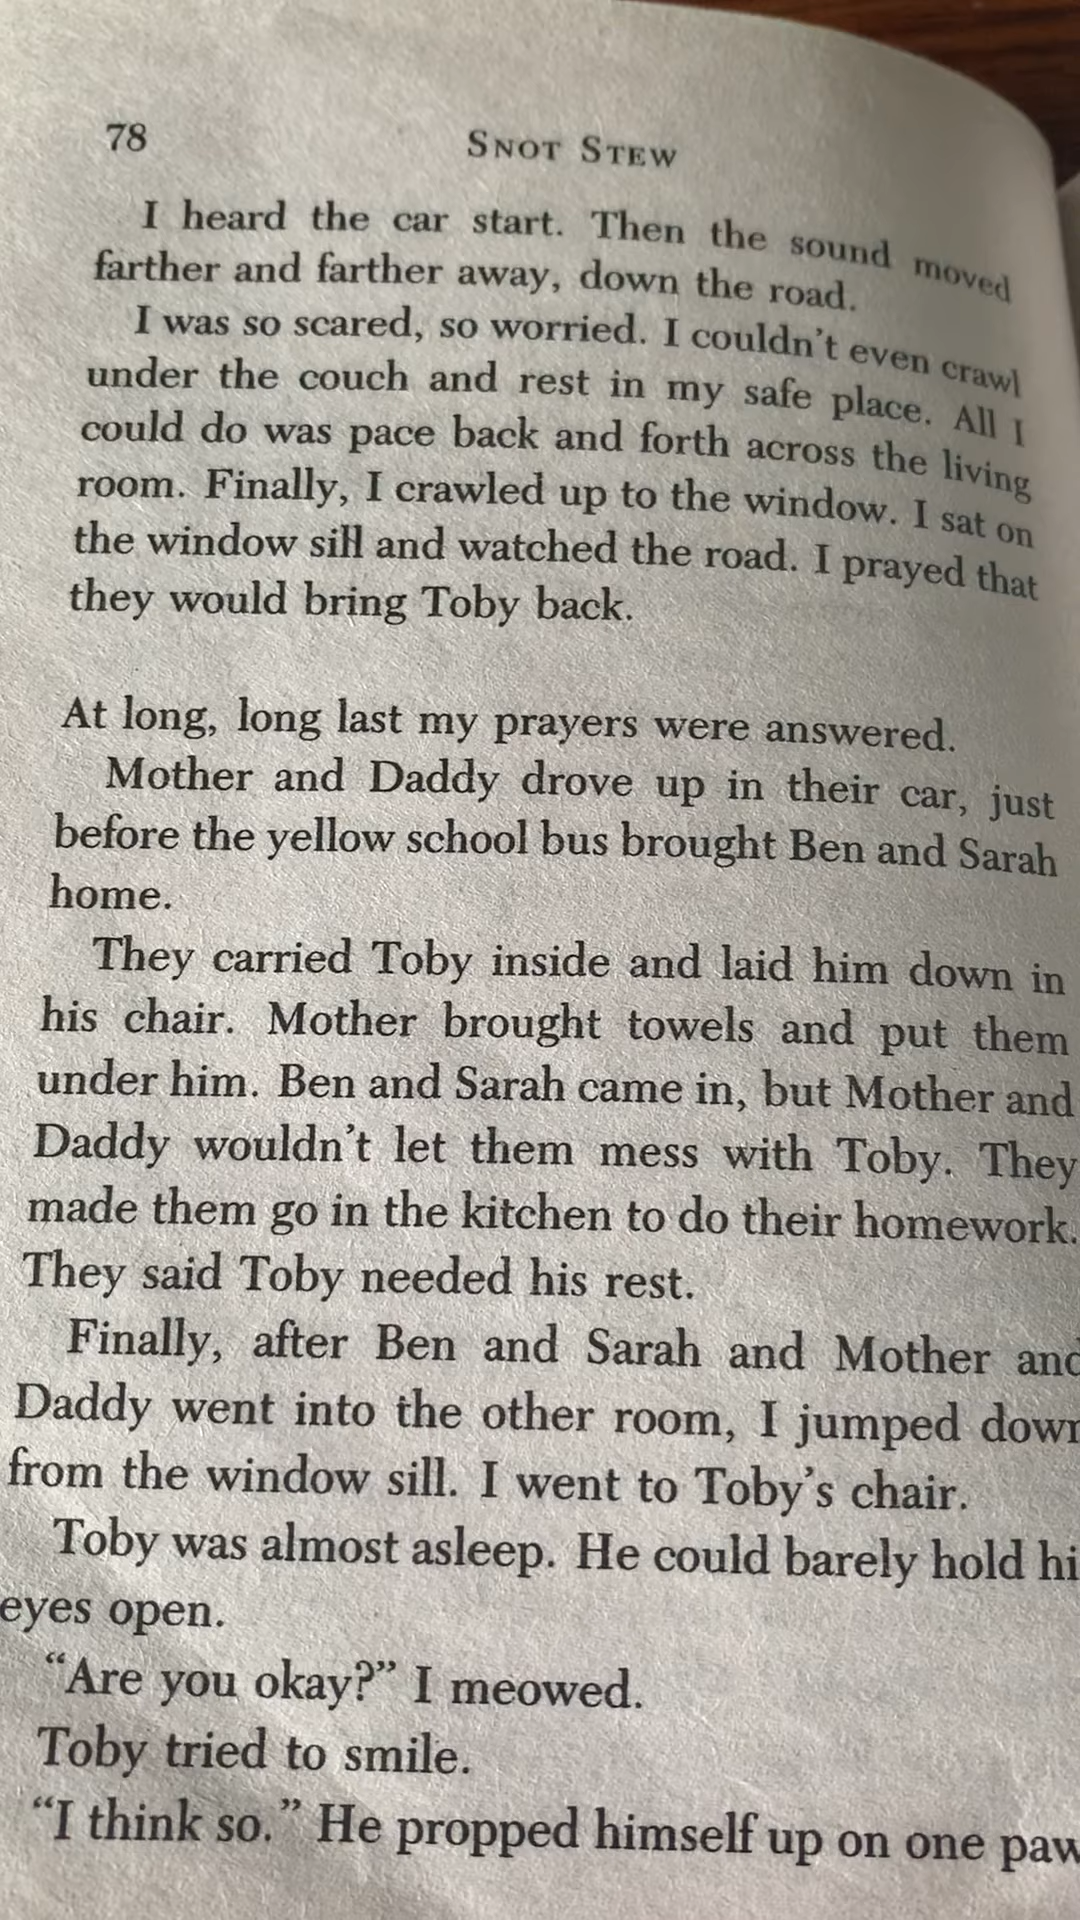 78
SNOT STEW
I heard the car start. Then the sound moved
farther and farther away, down the road.
I was so scared, so worried. I couldn't even crawl
under the couch and rest in my safe place. All I
could do was pace back and forth across the living
room. Finally, I crawled up to the window. I sat on
the window sill and watched the road. I prayed that
they would bring Toby back.
At long, long last my prayers were answered.
Mother and Daddy drove up in their car, just
before the yellow school bus brought Ben and Sarah
home.
They carried Toby inside and laid him down in
his chair. Mother brought towels and put them
under him. Ben and Sarah came in, but Mother and
Daddy wouldn't let them mess with Toby. They
made them go in the kitchen to do their homework.
They said Toby needed his rest.
Finally, after Ben and Sarah and Mother and
Daddy went into the other room, I jumped down
from the window sill. I went to Toby's chair.
Toby was almost asleep. He could barely hold hi
eyes open.
“Are you okay?” I meowed.
Toby tried to smile.
“I think so.” He propped himself up on one paw